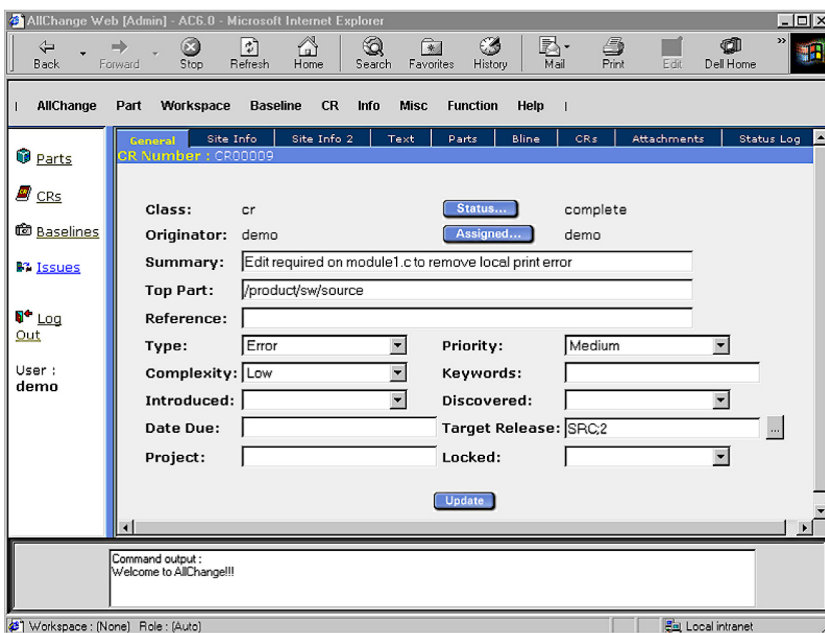 AllChange Web [Admin] - AC6.0 - Microsoft Internet Explorer
Back Forward Stop Refresh Home Search Favorites History Mail Print Edit Dell Home »
| AllChange Part Workspace Baseline CR Info Misc Function Help |
General Site Info Site Info 2 Text Parts Bline CRs Attachments Status Log
CR Number : CR00009
Parts
CRs
Baselines
Issues
Log Out
User :
demo
Class: cr Status... complete
Originator: demo Assigned... demo
Summary: Edit required on module1.c to remove local print error
Top Part: /product/sw/source
Reference:
Type: Error Priority: Medium
Complexity: Low Keywords:
Introduced: Discovered:
Date Due: Target Release: SRC;2 ...
Project: Locked:
Update
Command output :
Welcome to AllChange!!!
Workspace : (None) Role : (Auto) Local intranet